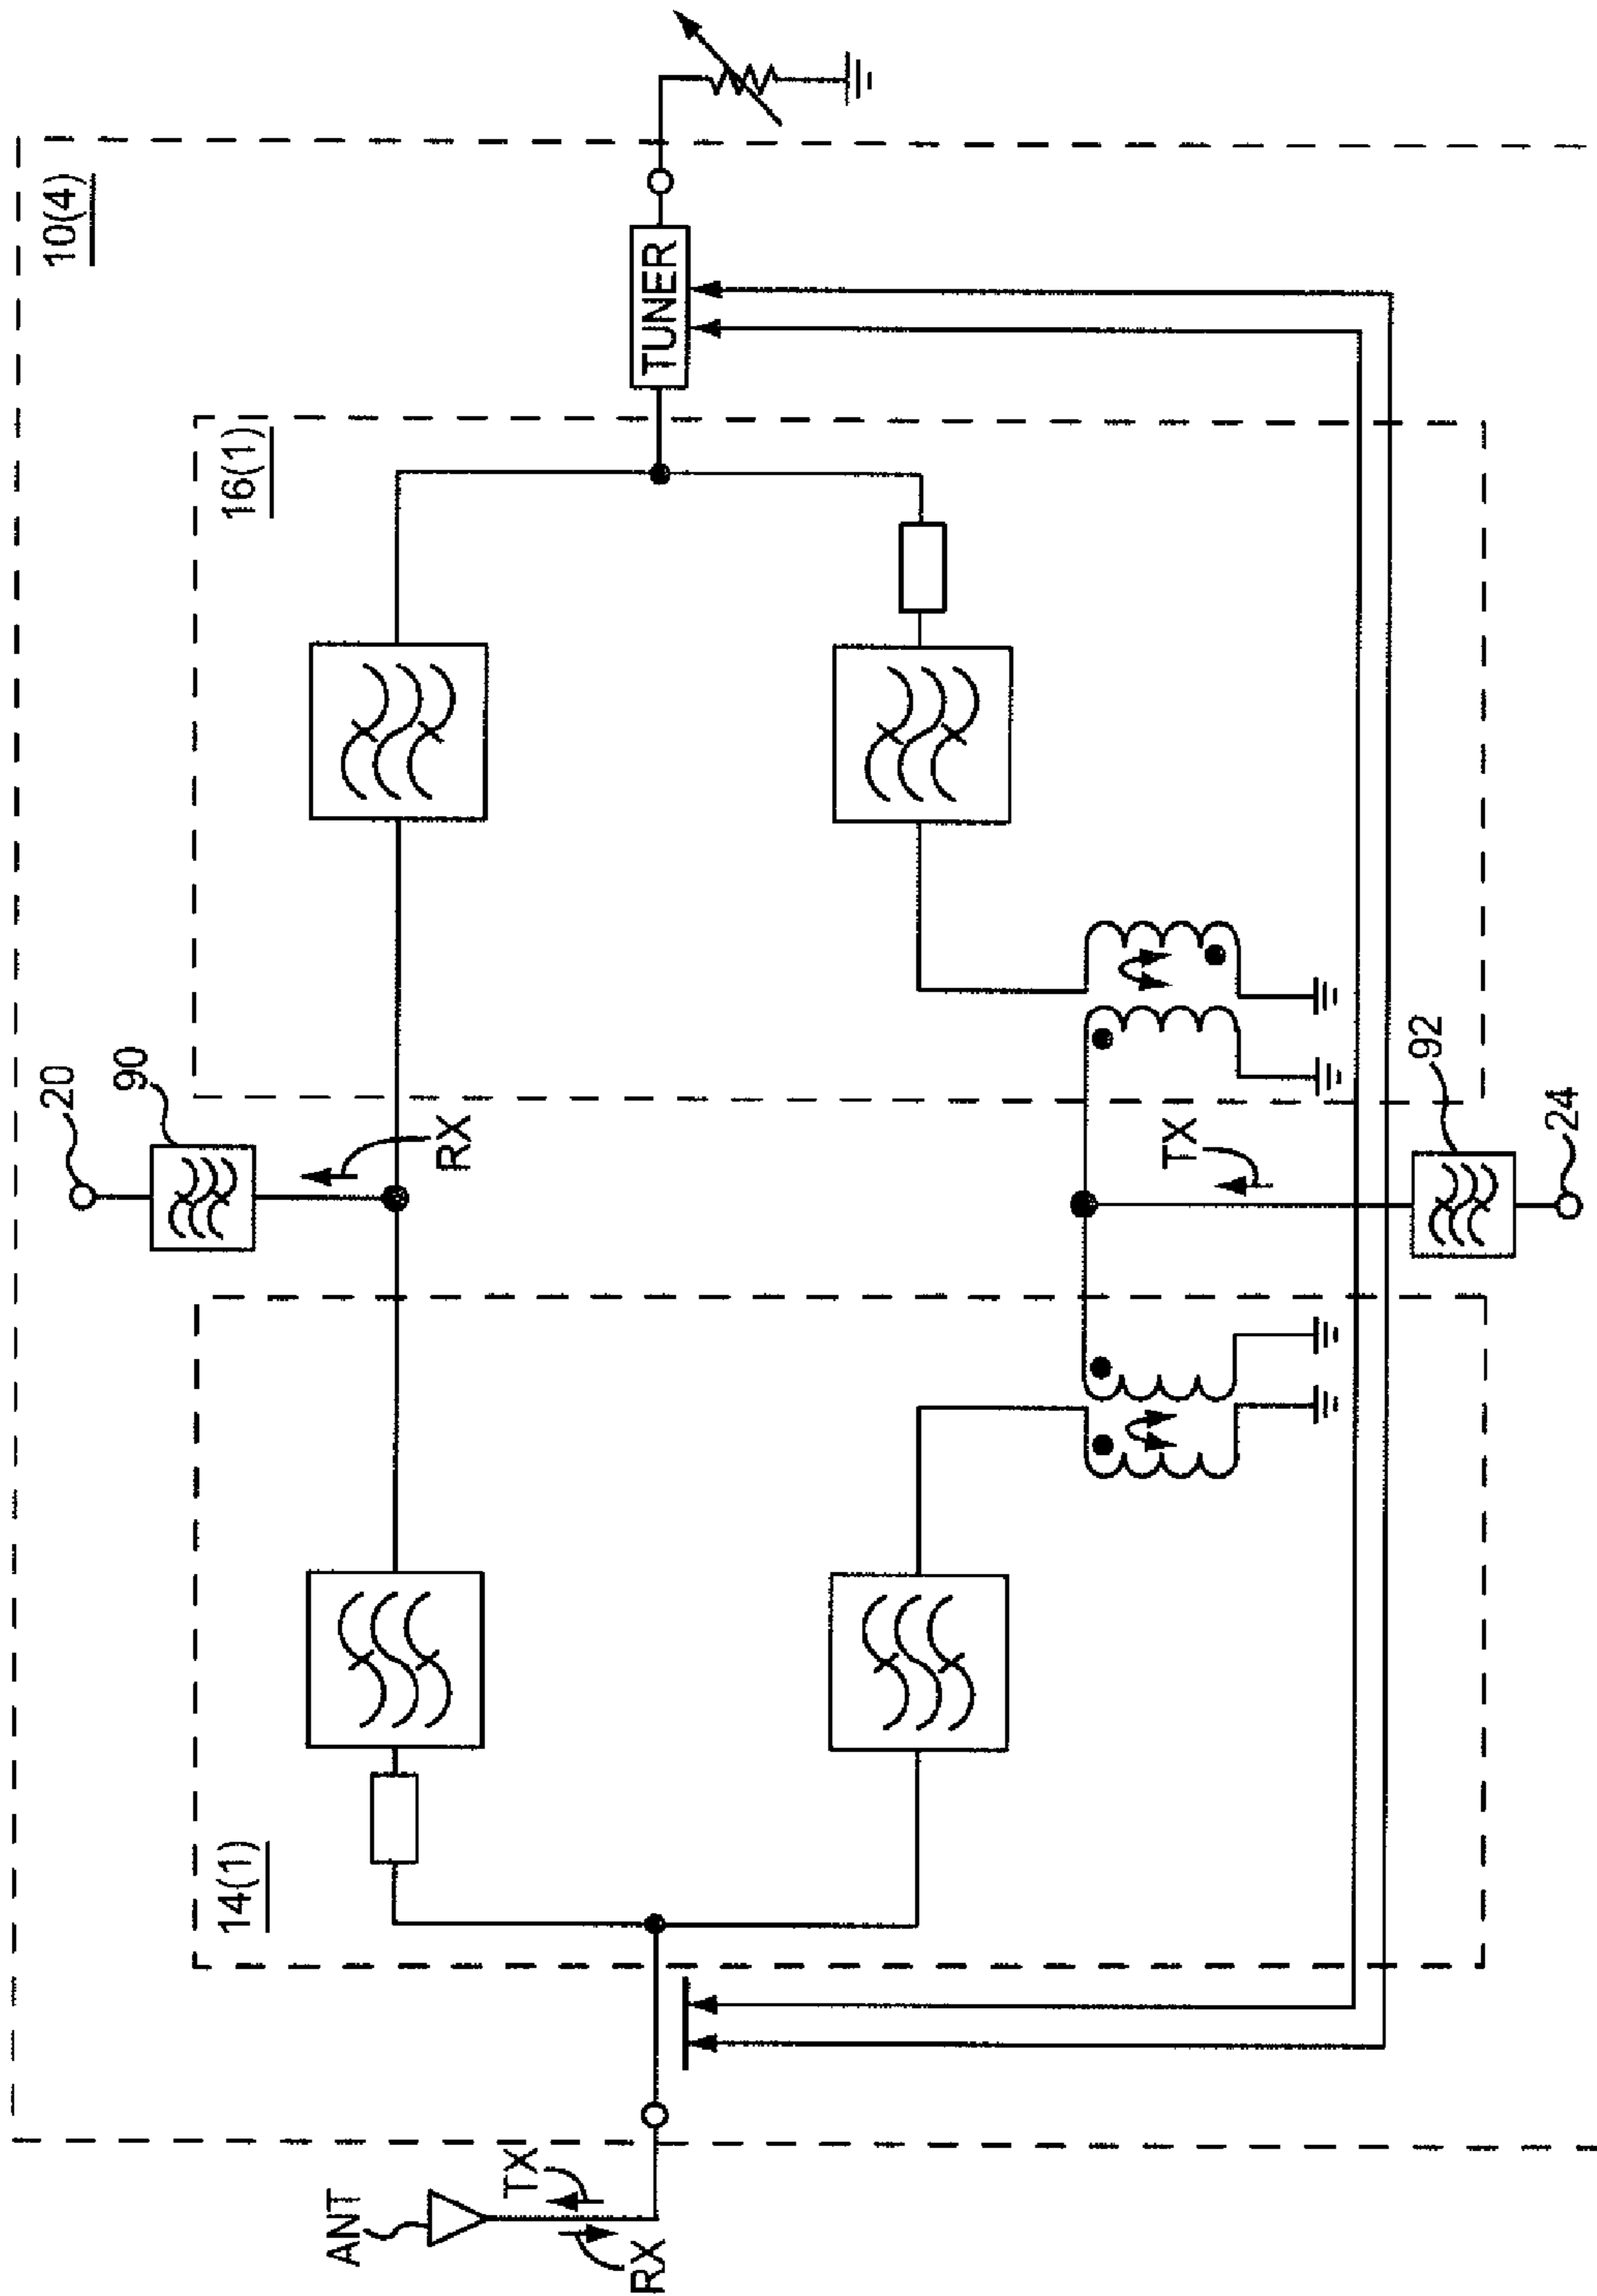 10(4)
20
90
RX
14(1)
16(1)
ANT
TX
RX
TUNER
TX
92
24